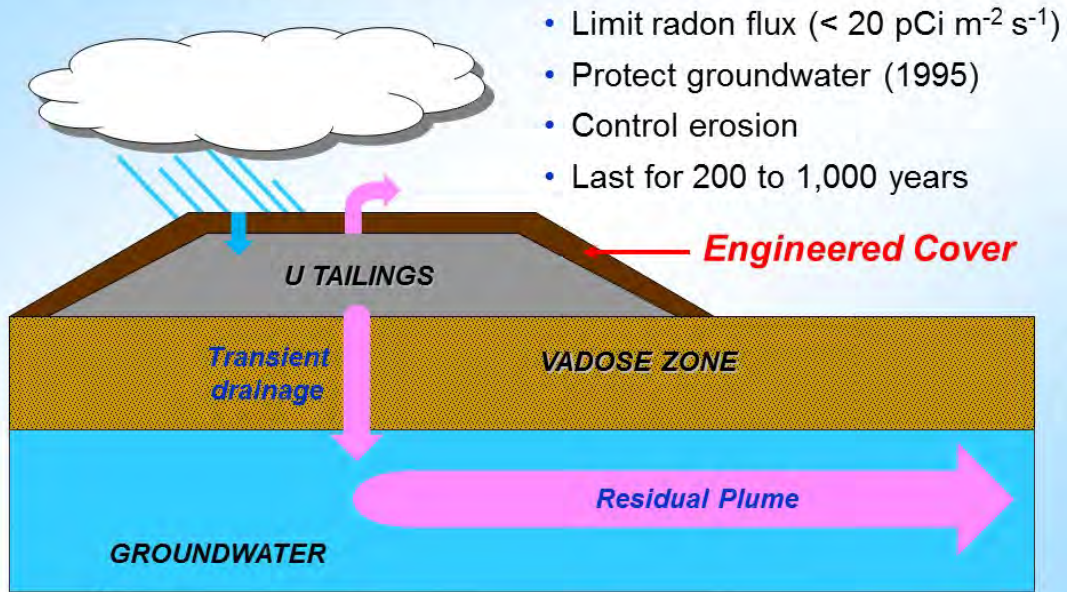 • Limit radon flux (< 20 pCi m⁻² s⁻¹)
• Protect groundwater (1995)
• Control erosion
• Last for 200 to 1,000 years
Engineered Cover
U TAILINGS
Transient
drainage
VADOSE ZONE
Residual Plume
GROUNDWATER